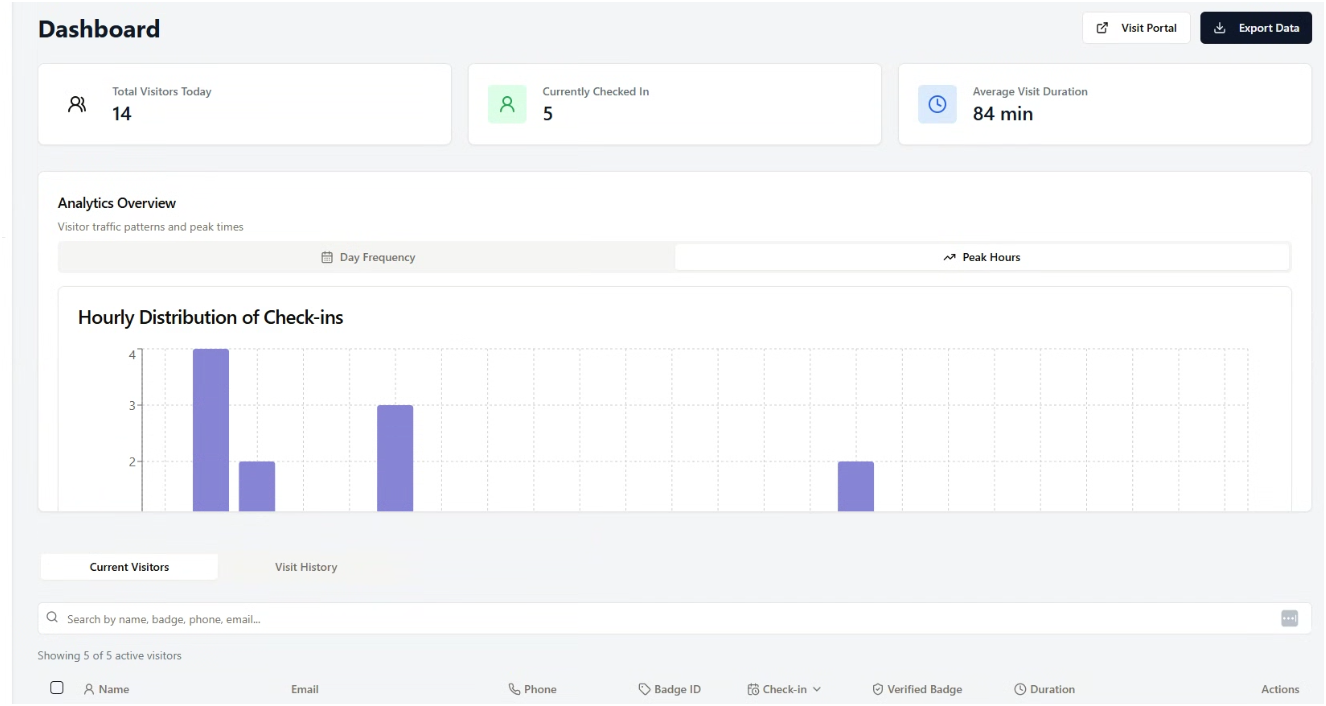 Dashboard
Visit Portal
Export Data
Total Visitors Today
14
Currently Checked In
5
Average Visit Duration
84 min
Analytics Overview
Visitor traffic patterns and peak times
Day Frequency
Peak Hours
Hourly Distribution of Check-ins
4
3
2
Current Visitors
Visit History
Search by name, badge, phone, email...
Showing 5 of 5 active visitors
Name Email Phone Badge ID Check-in Verified Badge Duration Actions